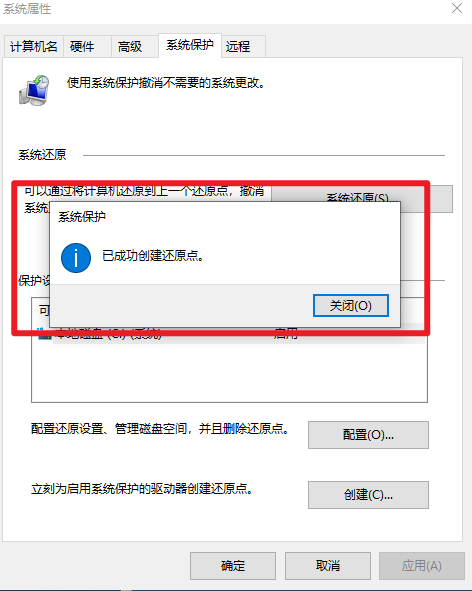 系统属性
计算机名 硬件 高级 系统保护 远程
使用系统保护撤消不需要的系统更改。
系统还原
可以通过将计算机还原到上一个还原点，撤消
系统
系统还原(S)...
系统保护
已成功创建还原点。
关闭(O)
保护设
可
本地磁盘 (C:) (系统) 启用
配置还原设置、管理磁盘空间，并且删除还原点。
配置(O)...
立刻为启用系统保护的驱动器创建还原点。
创建(C)...
确定 取消 应用(A)